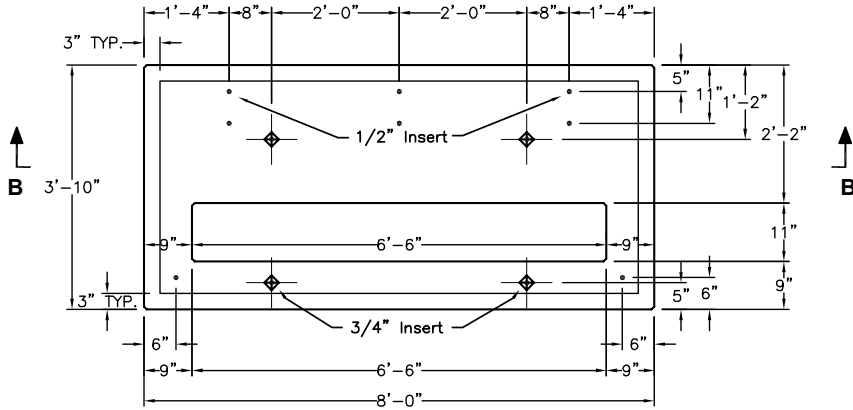 1'-4" 8" 2'-0" 2'-0" 8" 1'-4"
3" TYP.
5"
11"
1'-2"
1/2" Insert
2'-2"
B
3'-10"
B
9" 6'-6" 9"
11"
3" TYP.
5"
6"
9"
3/4" Insert
6" 6"
9" 6'-6" 9"
8'-0"